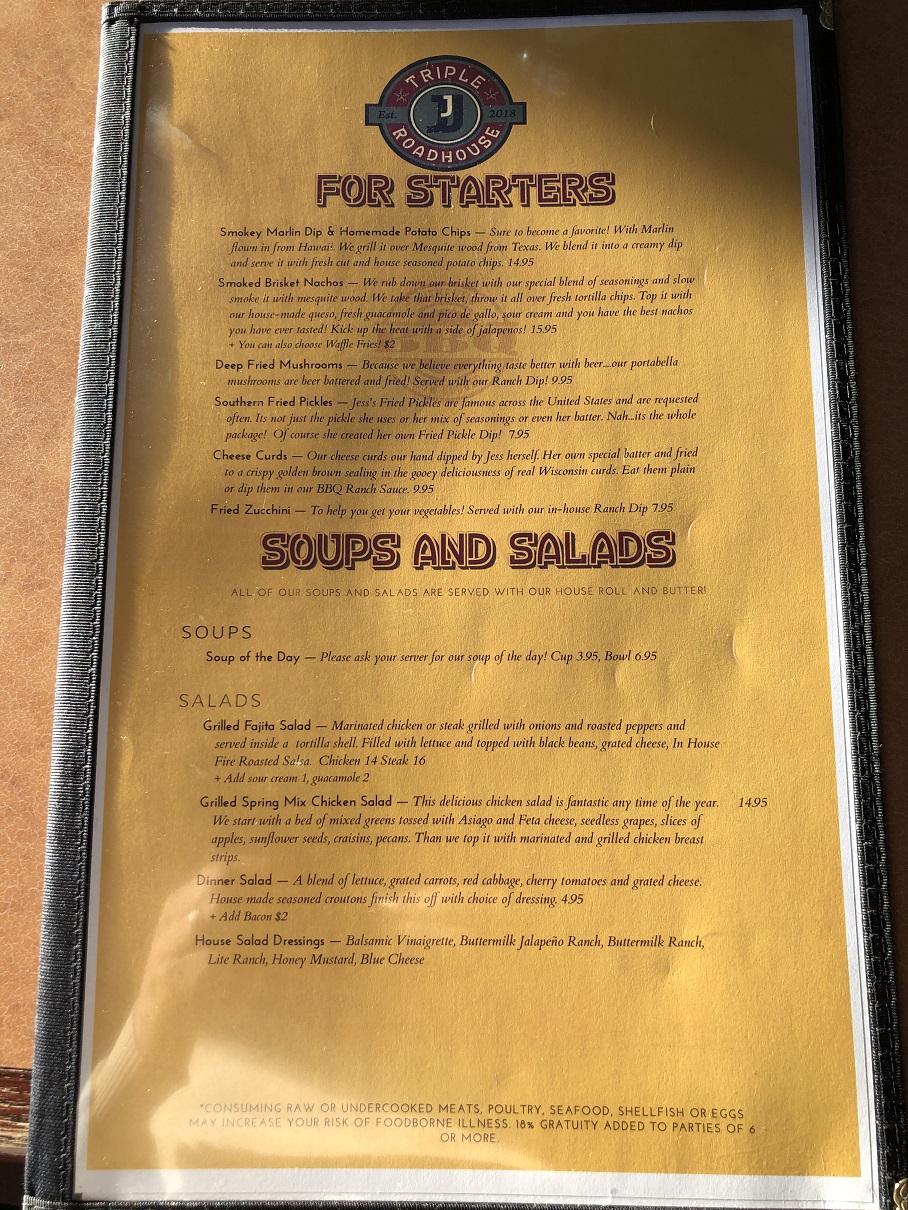 TRIPLE
Est. JJJ 2018
ROADHOUSE
FOR STARTERS
Smokey Marlin Dip & Homemade Potato Chips — Sure to become a favorite! With Marlin
flown in from Hawaii. We grill it over Mesquite wood from Texas. We blend it into a creamy dip
and serve it with fresh cut and house seasoned potato chips. 14.95
Smoked Brisket Nachos — We rub down our brisket with our special blend of seasonings and slow
smoke it with mesquite wood. We take that brisket, throw it all over fresh tortilla chips. Top it with
our house-made queso, fresh guacamole and pico de gallo, sour cream and you have the best nachos
you have ever tasted! Kick up the heat with a side of jalapenos! 15.95
+ You can also choose Waffle Fries! $2
BBQ
Deep Fried Mushrooms — Because we believe everything taste better with beer....our portabella
mushrooms are beer battered and fried! Served with our Ranch Dip! 9.95
Southern Fried Pickles — Jess's Fried Pickles are famous across the United States and are requested
often. Its not just the pickle she uses or her mix of seasonings or even her batter. Nah...its the whole
package! Of course she created her own Fried Pickle Dip! 7.95
Cheese Curds — Our cheese curds our hand dipped by Jess herself. Her own special batter and fried
to a crispy golden brown sealing in the gooey deliciousness of real Wisconsin curds. Eat them plain
or dip them in our BBQ Ranch Sauce. 9.95
Fried Zucchini — To help you get your vegetables! Served with our in-house Ranch Dip 7.95
SOUPS AND SALADS
ALL OF OUR SOUPS AND SALADS ARE SERVED WITH OUR HOUSE ROLL AND BUTTER!
SOUPS
Soup of the Day — Please ask your server for our soup of the day! Cup 3.95, Bowl 6.95
SALADS
Grilled Fajita Salad — Marinated chicken or steak grilled with onions and roasted peppers and
served inside a tortilla shell. Filled with lettuce and topped with black beans, grated cheese, In House
Fire Roasted Salsa. Chicken 14 Steak 16
+ Add sour cream 1, guacamole 2
Grilled Spring Mix Chicken Salad — This delicious chicken salad is fantastic any time of the year. 14.95
We start with a bed of mixed greens tossed with Asiago and Feta cheese, seedless grapes, slices of
apples, sunflower seeds, craisins, pecans. Than we top it with marinated and grilled chicken breast
strips.
Dinner Salad — A blend of lettuce, grated carrots, red cabbage, cherry tomatoes and grated cheese.
House made seasoned croutons finish this off with choice of dressing. 4.95
+ Add Bacon $2
House Salad Dressings — Balsamic Vinaigrette, Buttermilk Jalapeño Ranch, Buttermilk Ranch,
Lite Ranch, Honey Mustard, Blue Cheese
*CONSUMING RAW OR UNDERCOOKED MEATS, POULTRY, SEAFOOD, SHELLFISH OR EGGS
MAY INCREASE YOUR RISK OF FOODBORNE ILLNESS. 18% GRATUITY ADDED TO PARTIES OF 6
OR MORE.